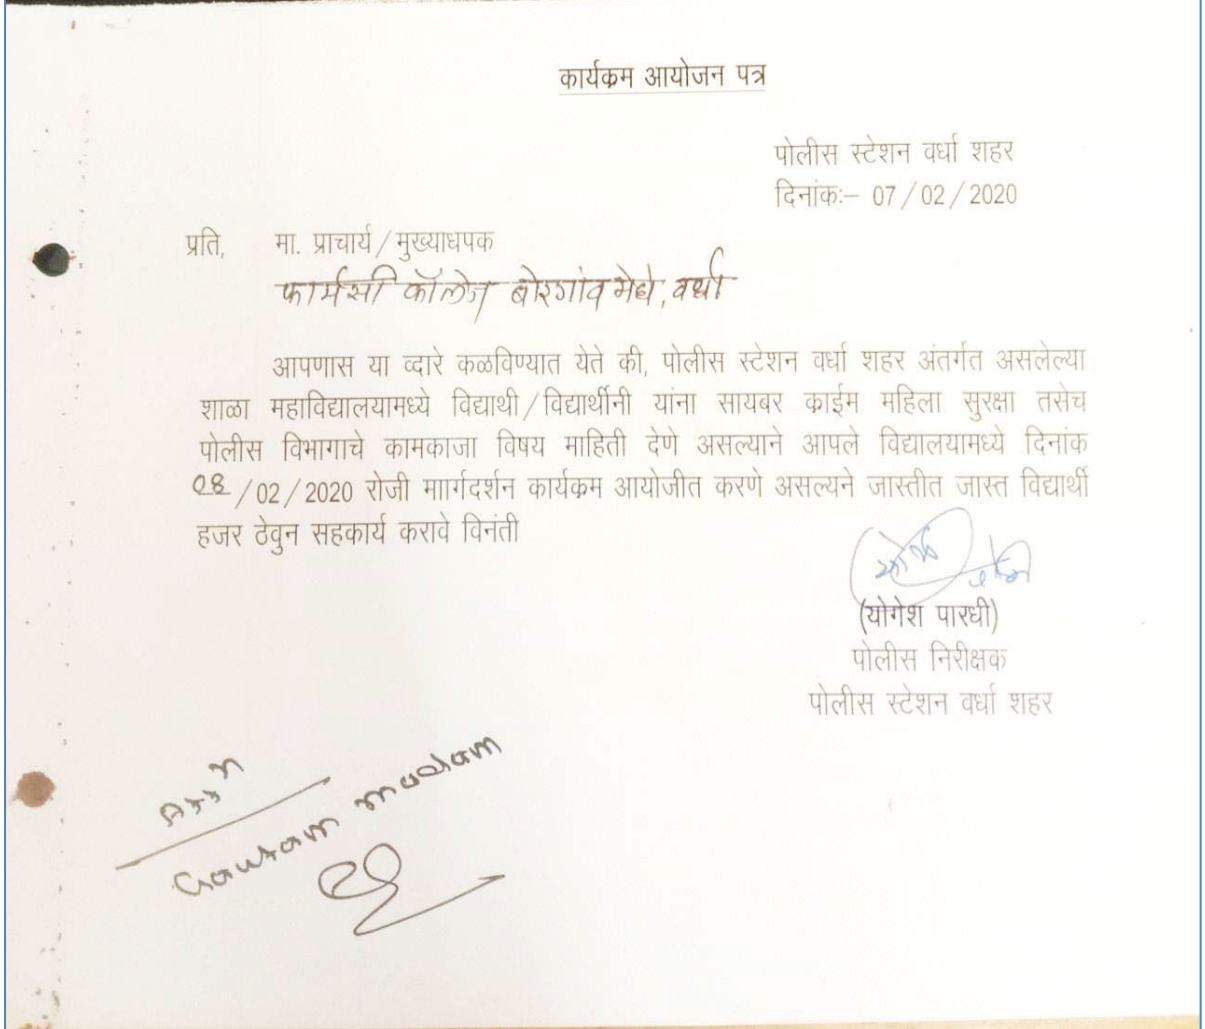 कार्यक्रम आयोजन पत्र
पोलीस स्टेशन वर्धा शहर
दिनांकः– 07/02/2020
प्रति, मा. प्राचार्य/मुख्याधपक
फार्मसी कॉलेज बोरगांव मेघे, वर्धा
आपणास या व्दारे कळविण्यात येते की, पोलीस स्टेशन वर्धा शहर अंतर्गत असलेल्या
शाळा महाविद्यालयामध्ये विद्याथी/विद्यार्थीनी यांना सायबर क्राईम महिला सुरक्षा तसेच
पोलीस विभागाचे कामकाजा विषय माहिती देणे असल्याने आपले विद्यालयामध्ये दिनांक
08/02/2020 रोजी माार्गदर्शन कार्यक्रम आयोजीत करणे असल्यने जास्तीत जास्त विद्यार्थी
हजर ठेवुन सहकार्य करावे विनंती
(योगेश पारधी)
पोलीस निरीक्षक
पोलीस स्टेशन वर्धा शहर
Gautam madam